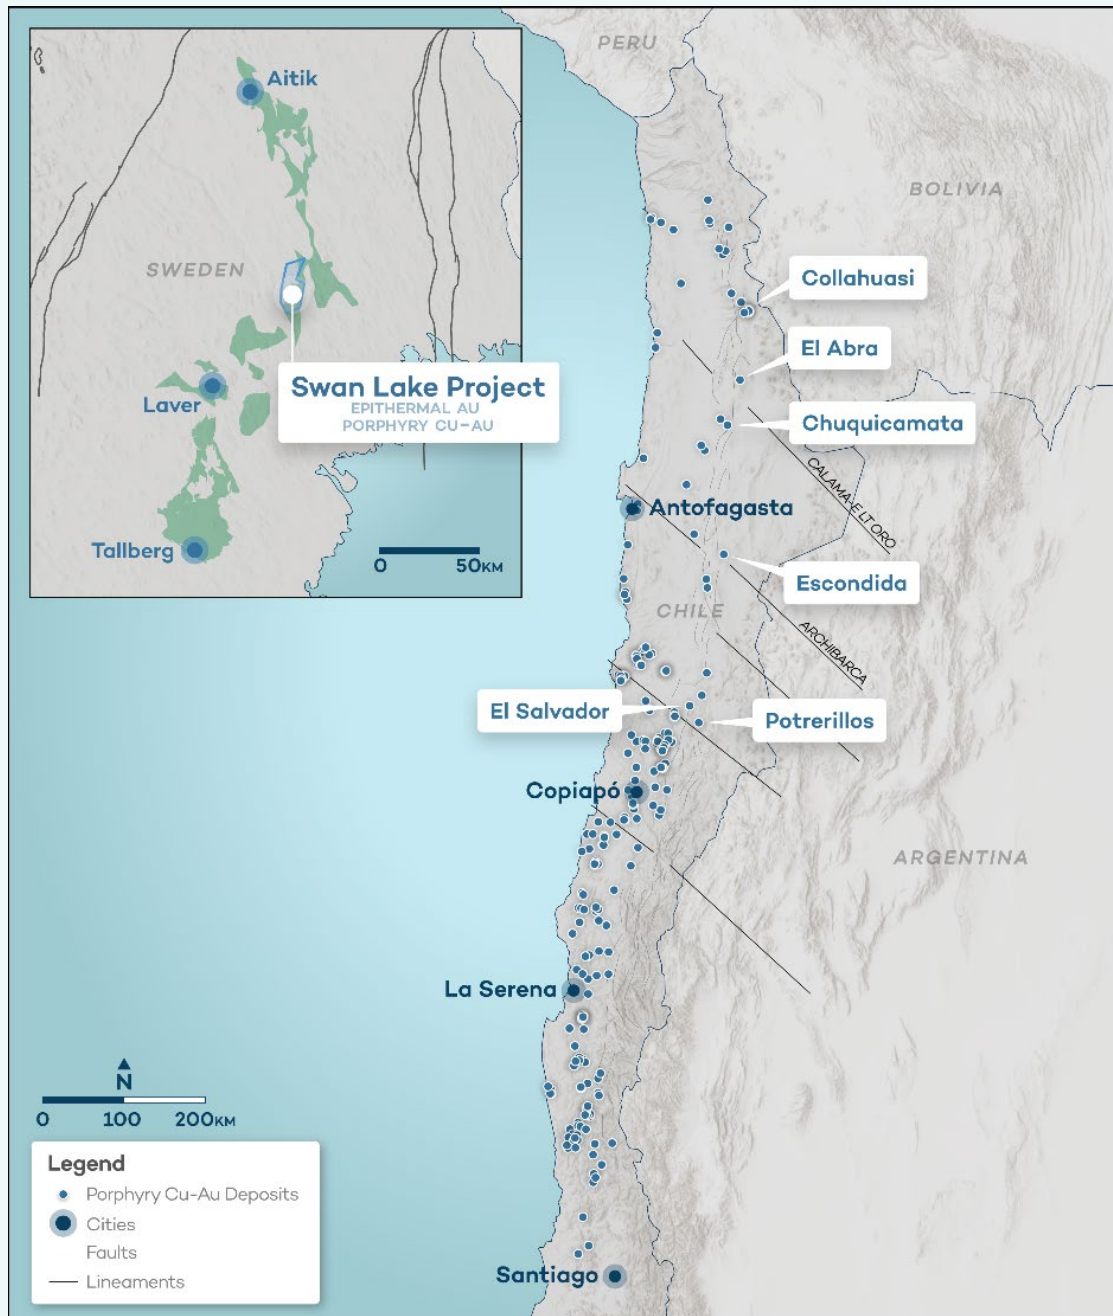 PERU
Aitik
BOLIVIA
SWEDEN
Collahuasi
El Abra
Swan Lake Project
EPITHERMAL AU
PORPHYRY CU-AU
Laver
Chuquicamata
CALAMA-E LT ORO
Antofagasta
Tallberg
0 50KM
Escondida
CHILE
ARCHIBARCA
El Salvador
Potrerillos
Copiapó
ARGENTINA
La Serena
N
0 100 200KM
Legend
Porphyry Cu-Au Deposits
Cities
Faults
Lineaments
Santiago